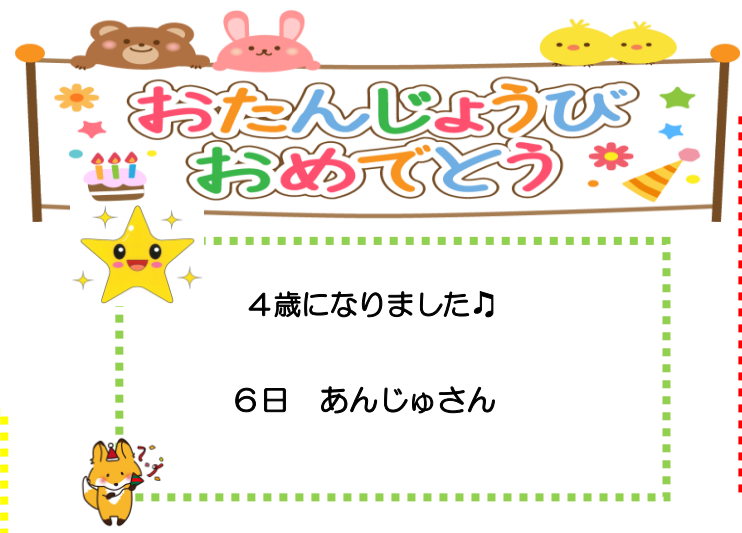 おたんじょうび
おめでとう
４歳になりました♫
６日　あんじゅさん